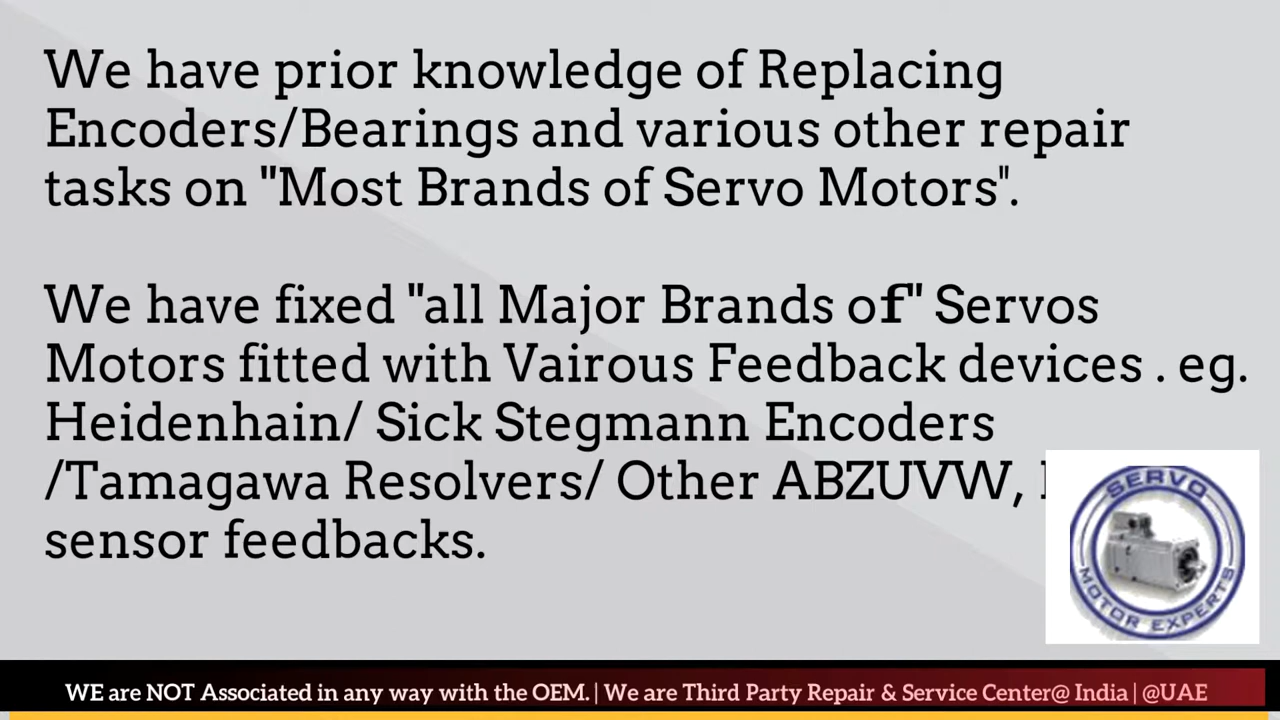 We have prior knowledge of Replacing
Encoders/Bearings and various other repair
tasks on "Most Brands of Servo Motors".
We have fixed "all Major Brands of" Servos
Motors fitted with Vairous Feedback devices . eg.
Heidenhain/ Sick Stegmann Encoders
/Tamagawa Resolvers/ Other ABZUVW,
sensor feedbacks.
SERVO
MOTOR EXPERTS
WE are NOT Associated in any way with the OEM. | We are Third Party Repair & Service Center@ India | @UAE